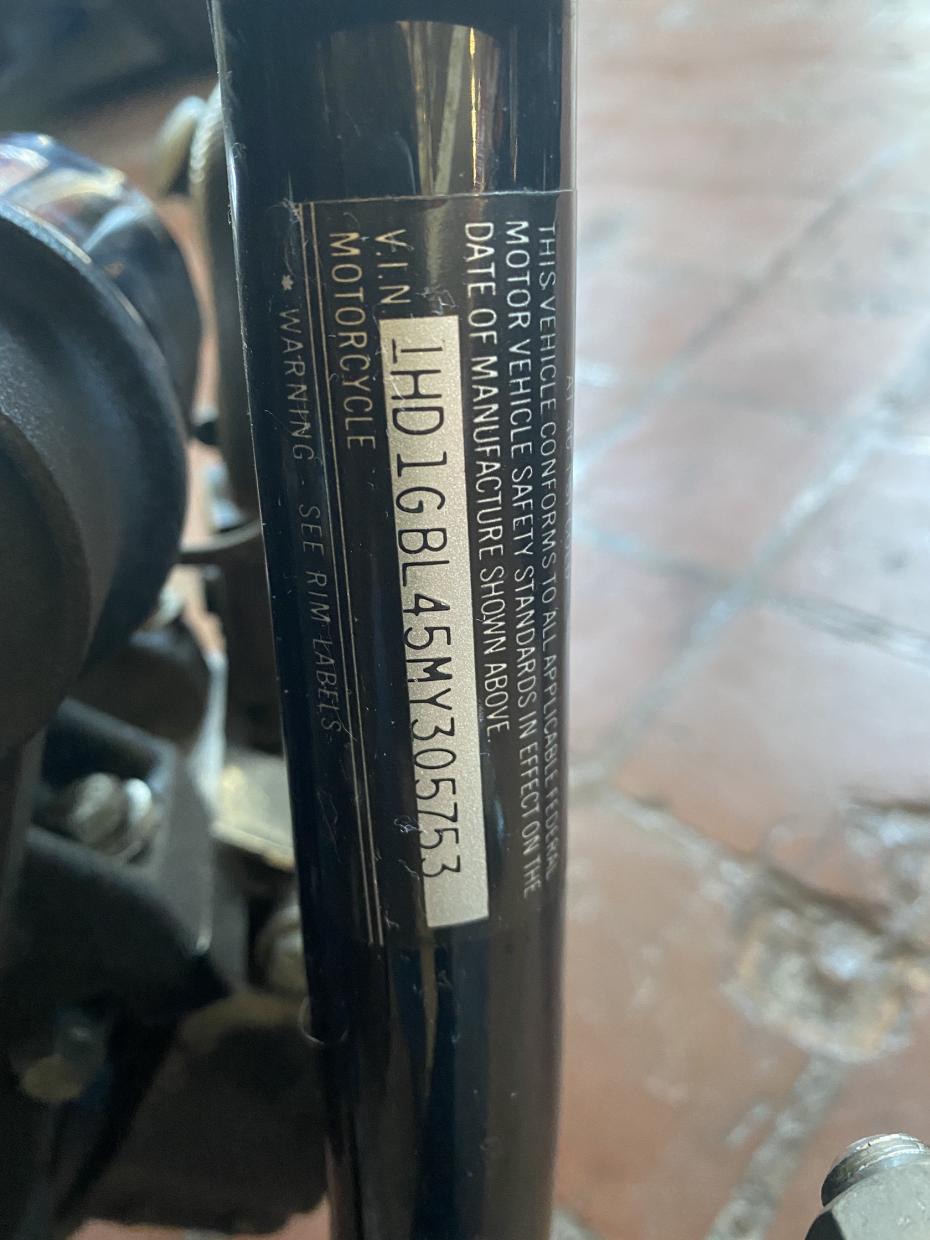 THIS VEHICLE CONFORMS TO ALL APPLICABLE FEDERAL
MOTOR VEHICLE SAFETY STANDARDS IN EFFECT ON THE
DATE OF MANUFACTURE SHOWN ABOVE.
V.I.N. 1HD1GBL45MY305753
MOTORCYCLE
* WARNING - SEE RIM LABELS